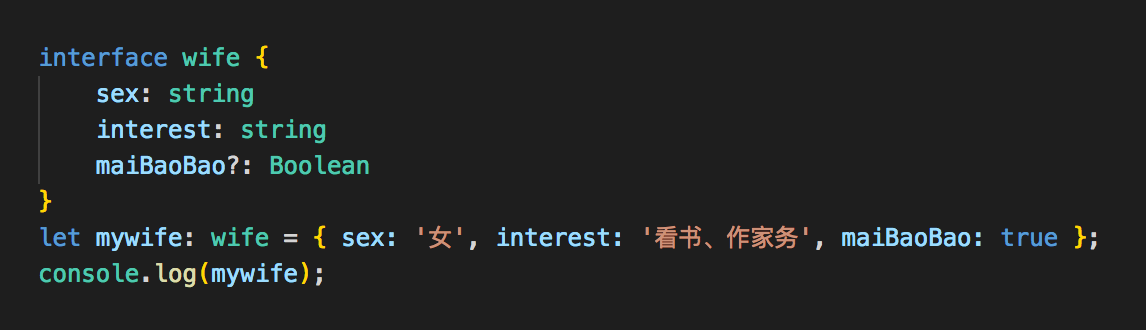 interface wife {
    sex: string
    interest: string
    maiBaoBao?: Boolean
}
let mywife: wife = { sex: '女', interest: '看书、作家务', maiBaoBao: true };
console.log(mywife);